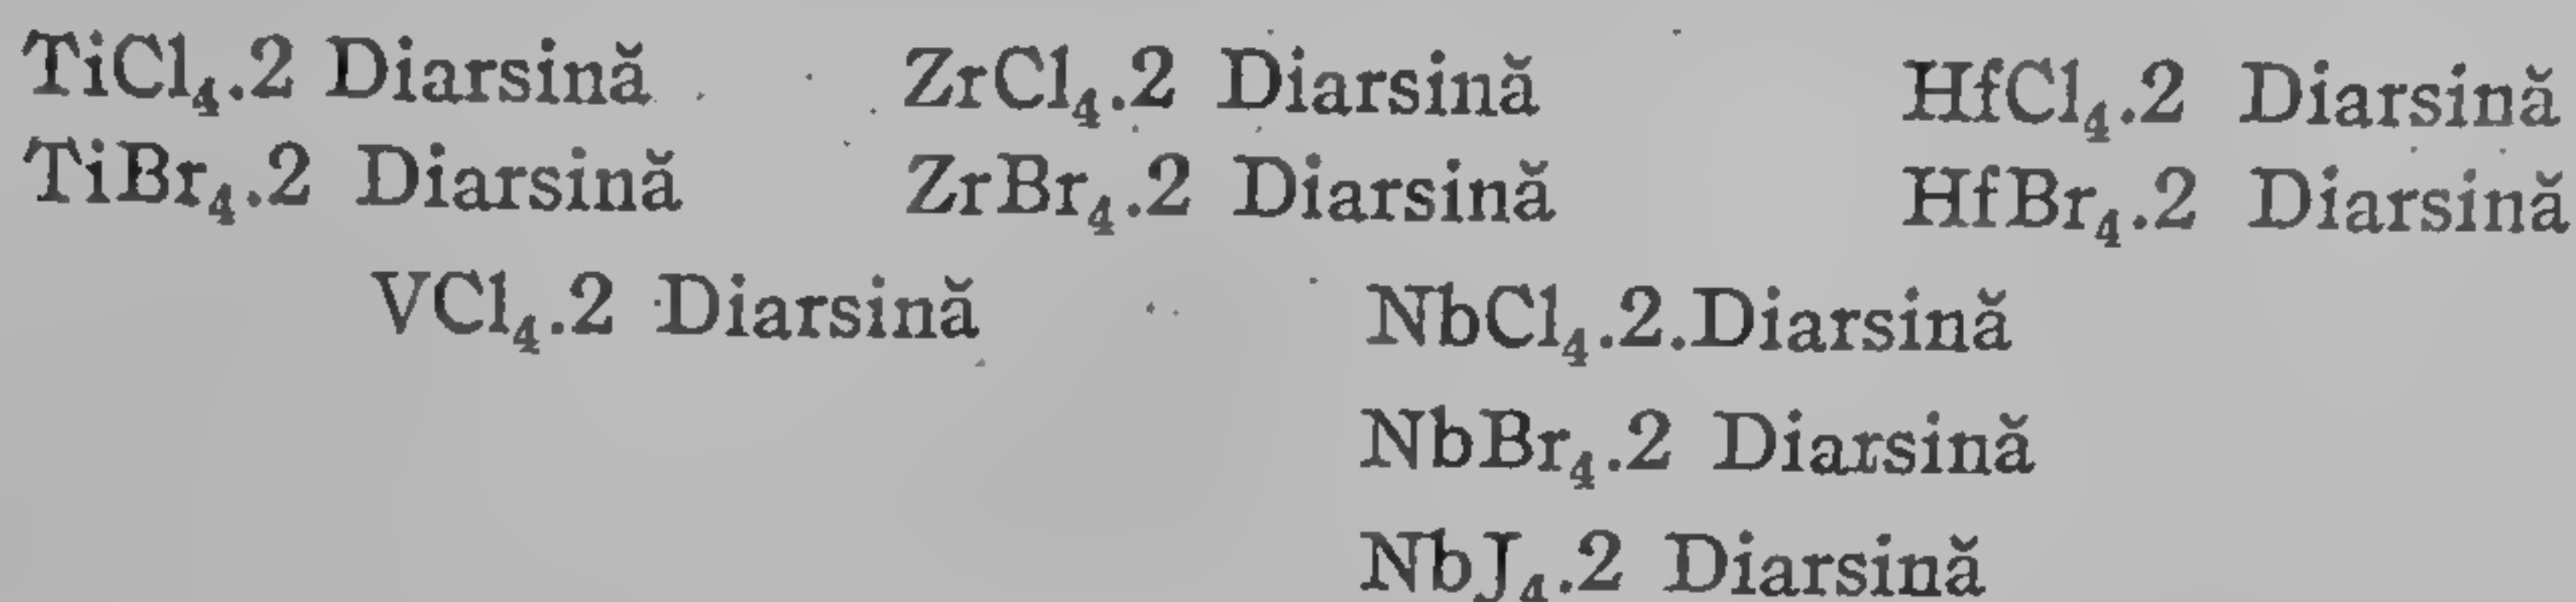 TiCl₄.2 Diarsină ZrCl₄.2 Diarsină HfCl₄.2 Diarsină
TiBr₄.2 Diarsină ZrBr₄.2 Diarsină HfBr₄.2 Diarsină
VCl₄.2 Diarsină NbCl₄.2.Diarsină
NbBr₄.2 Diarsină
NbJ₄.2 Diarsină